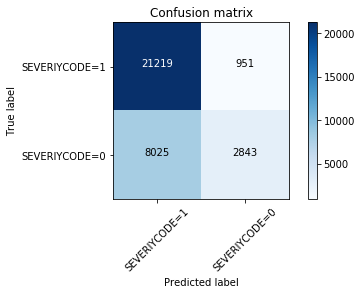 Confusion matrix
True label
SEVERIYCODE=1
21219 951
SEVERIYCODE=0
8025 2843
SEVERIYCODE=1
SEVERIYCODE=0
Predicted label
20000
15000
10000
5000